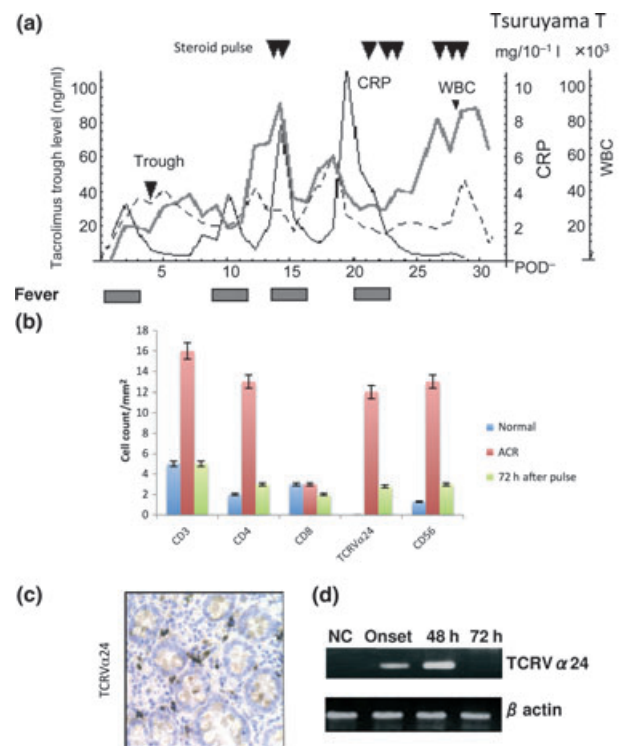 (a)
Tsuruyama T
Steroid pulse
mg/10⁻¹ l ×10³
Tacrolimus trough level (ng/ml)
100
80
60
40
20
Trough
CRP
WBC
10
8
6
4
2
CRP
100
80
60
40
20
WBC
5 10 15 20 25 30
POD⁻
Fever
(b)
Cell count/mm²
18
16
14
12
10
8
6
4
2
0
CD3 CD4 CD8 TCRVα24 CD56
Normal
ACR
72 h after pulse
(c)
TCRVα24
(d)
NC Onset 48 h 72 h
TCRV α 24
β actin